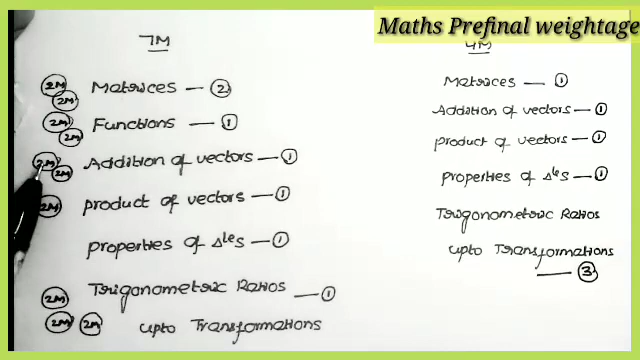 Maths Prefinal weightage
7M
2M Matrices — 2
2M
2M Functions — 1
2M
2M Addition of vectors — 1
2M
2M product of vectors — 1
properties of Δles — 1
2M Trigonometric Ratios — 1
2M 2M upto Transformations
4M
Matrices — 1
Addition of vectors — 1
product of vectors — 1
properties of Δles — 1
Trigonometric Ratios
upto Transformations
— 3